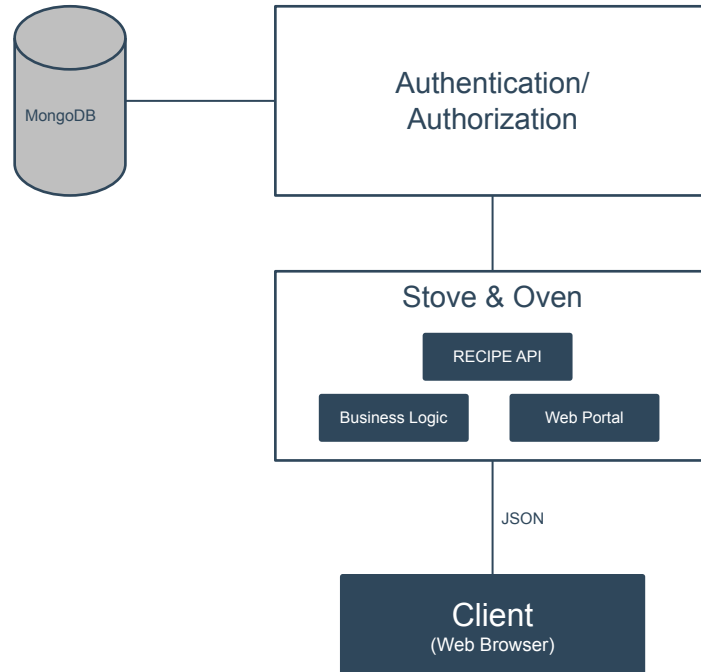 Authentication/
Authorization
MongoDB
Stove & Oven
RECIPE API
Business Logic
Web Portal
JSON
Client
(Web Browser)